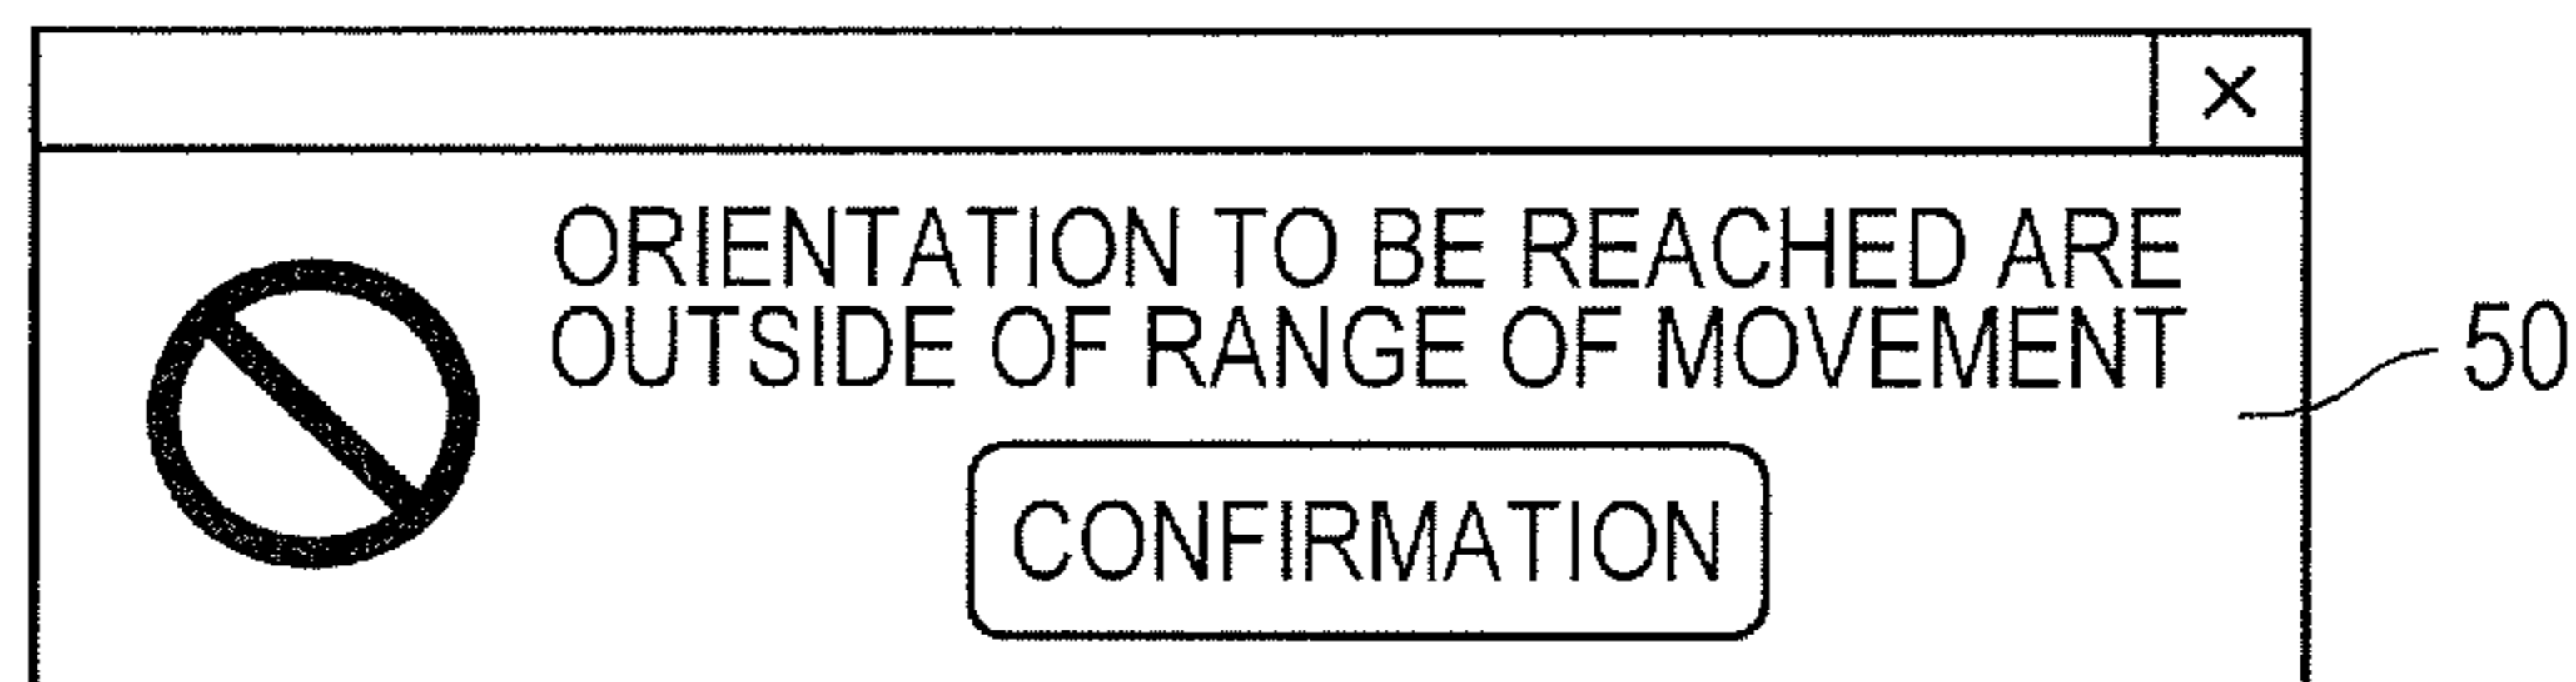 ×
ORIENTATION TO BE REACHED ARE
OUTSIDE OF RANGE OF MOVEMENT
50
CONFIRMATION